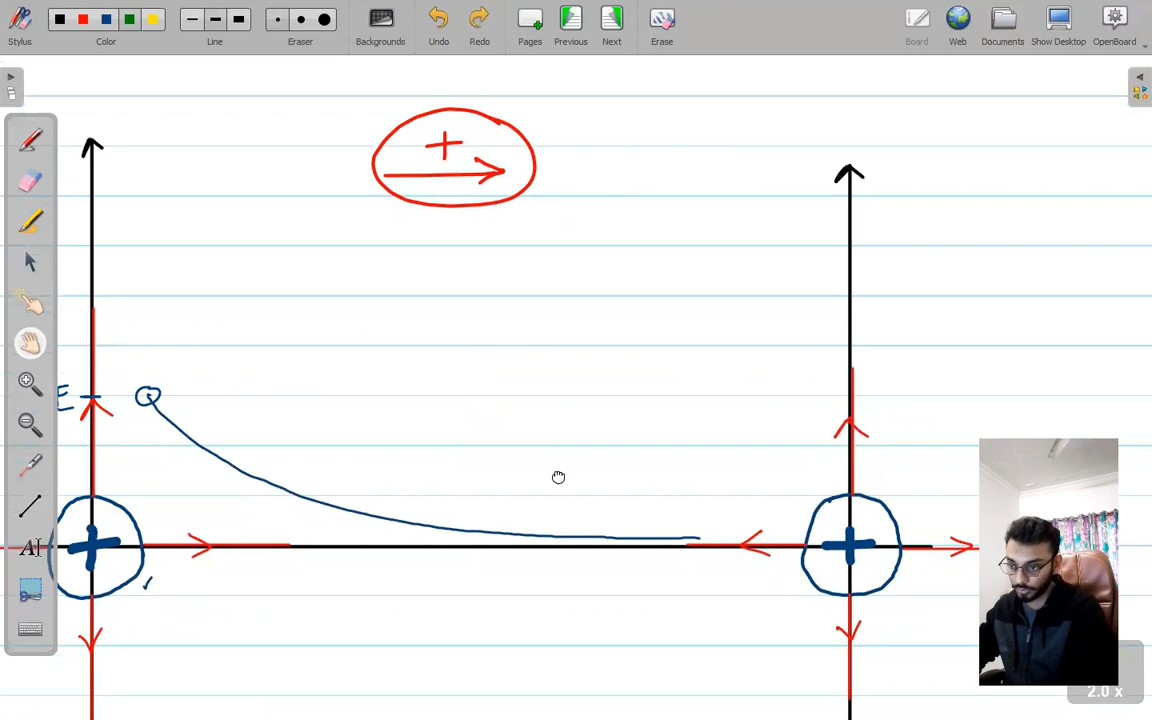 Stylus
Color
Line
Eraser
Backgrounds
Undo
Redo
Pages
Previous
Next
Erase
Board
Web
Documents
Show Desktop
OpenBoard
+
E
A
+
+
2.0 x